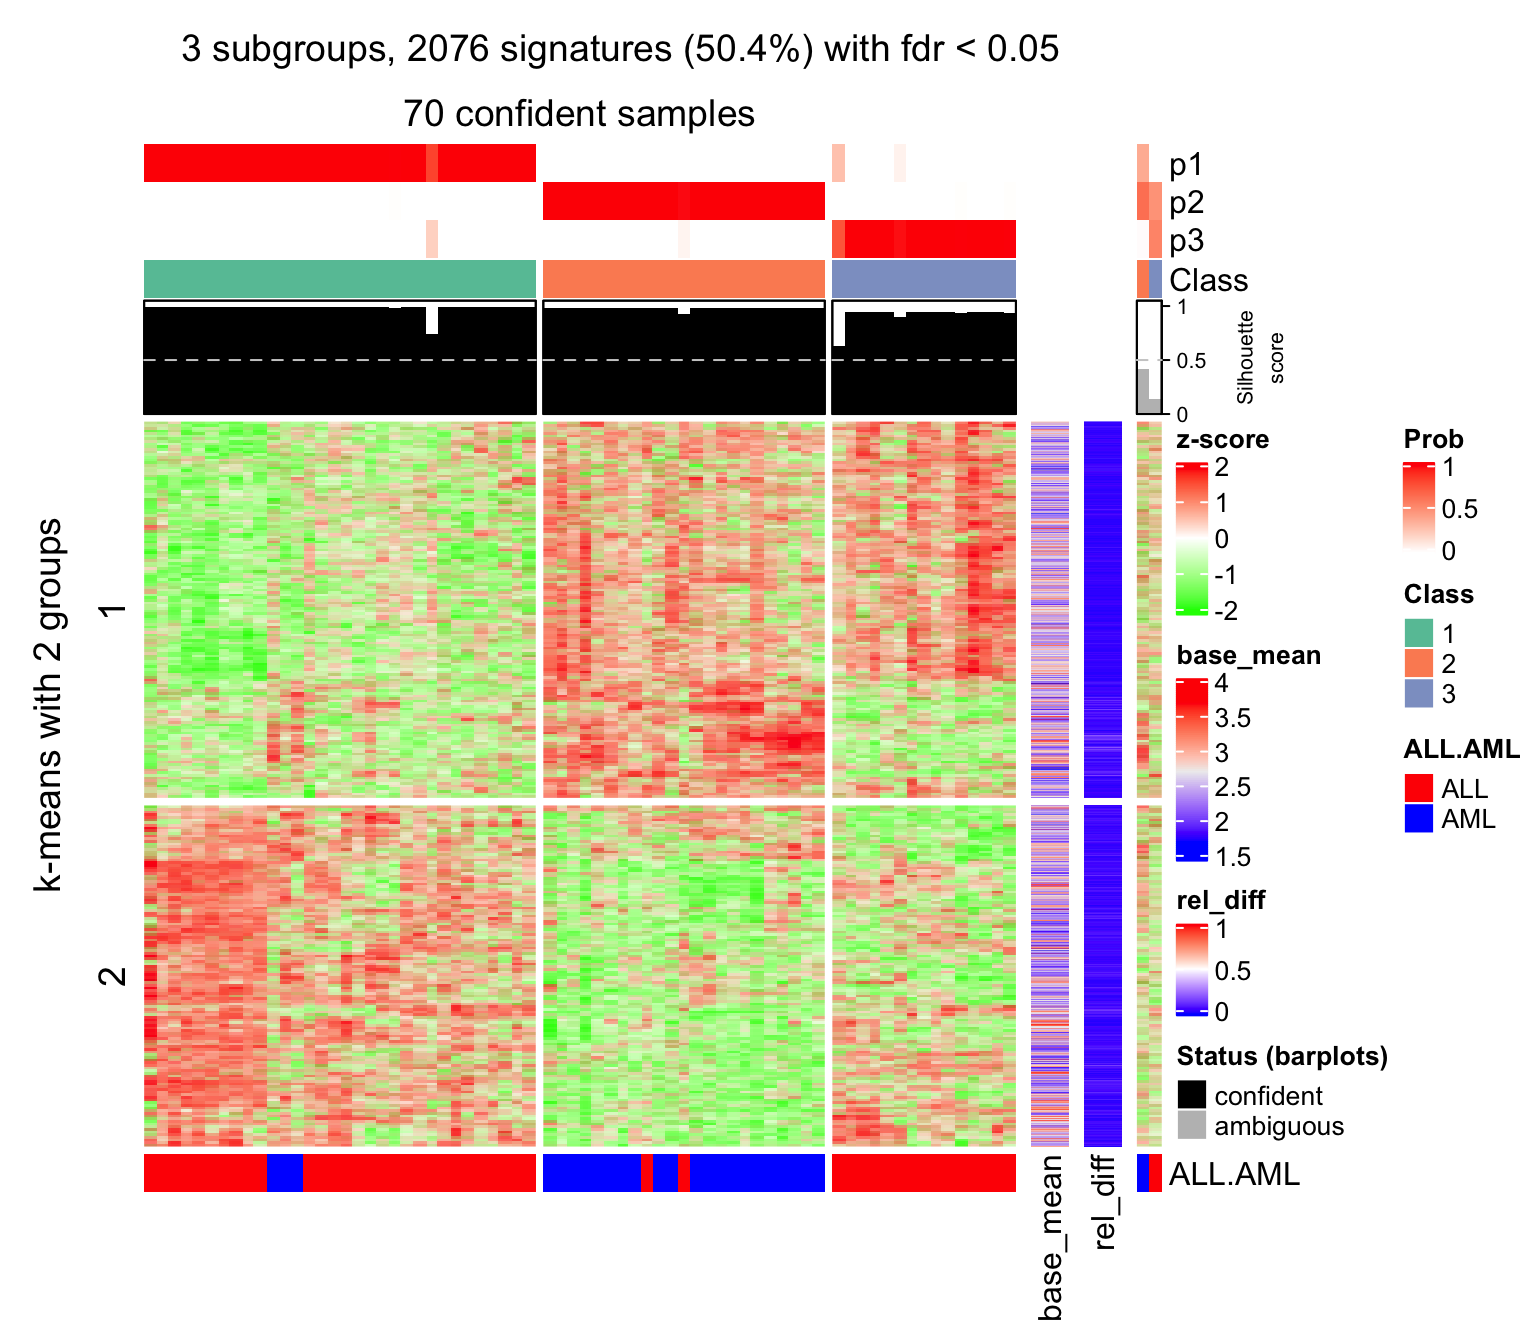 3 subgroups, 2076 signatures (50.4%) with fdr < 0.05
70 confident samples
p1
p2
p3
Class
1
0.5
0
Silhouette
score
k-means with 2 groups
1
2
z-score
2
1
0
-1
-2
base_mean
4
3.5
3
2.5
2
1.5
rel_diff
1
0.5
0
Status (barplots)
confident
ambiguous
Prob
1
0.5
0
Class
1
2
3
ALL.AML
ALL
AML
ALL.AML
base_mean
rel_diff